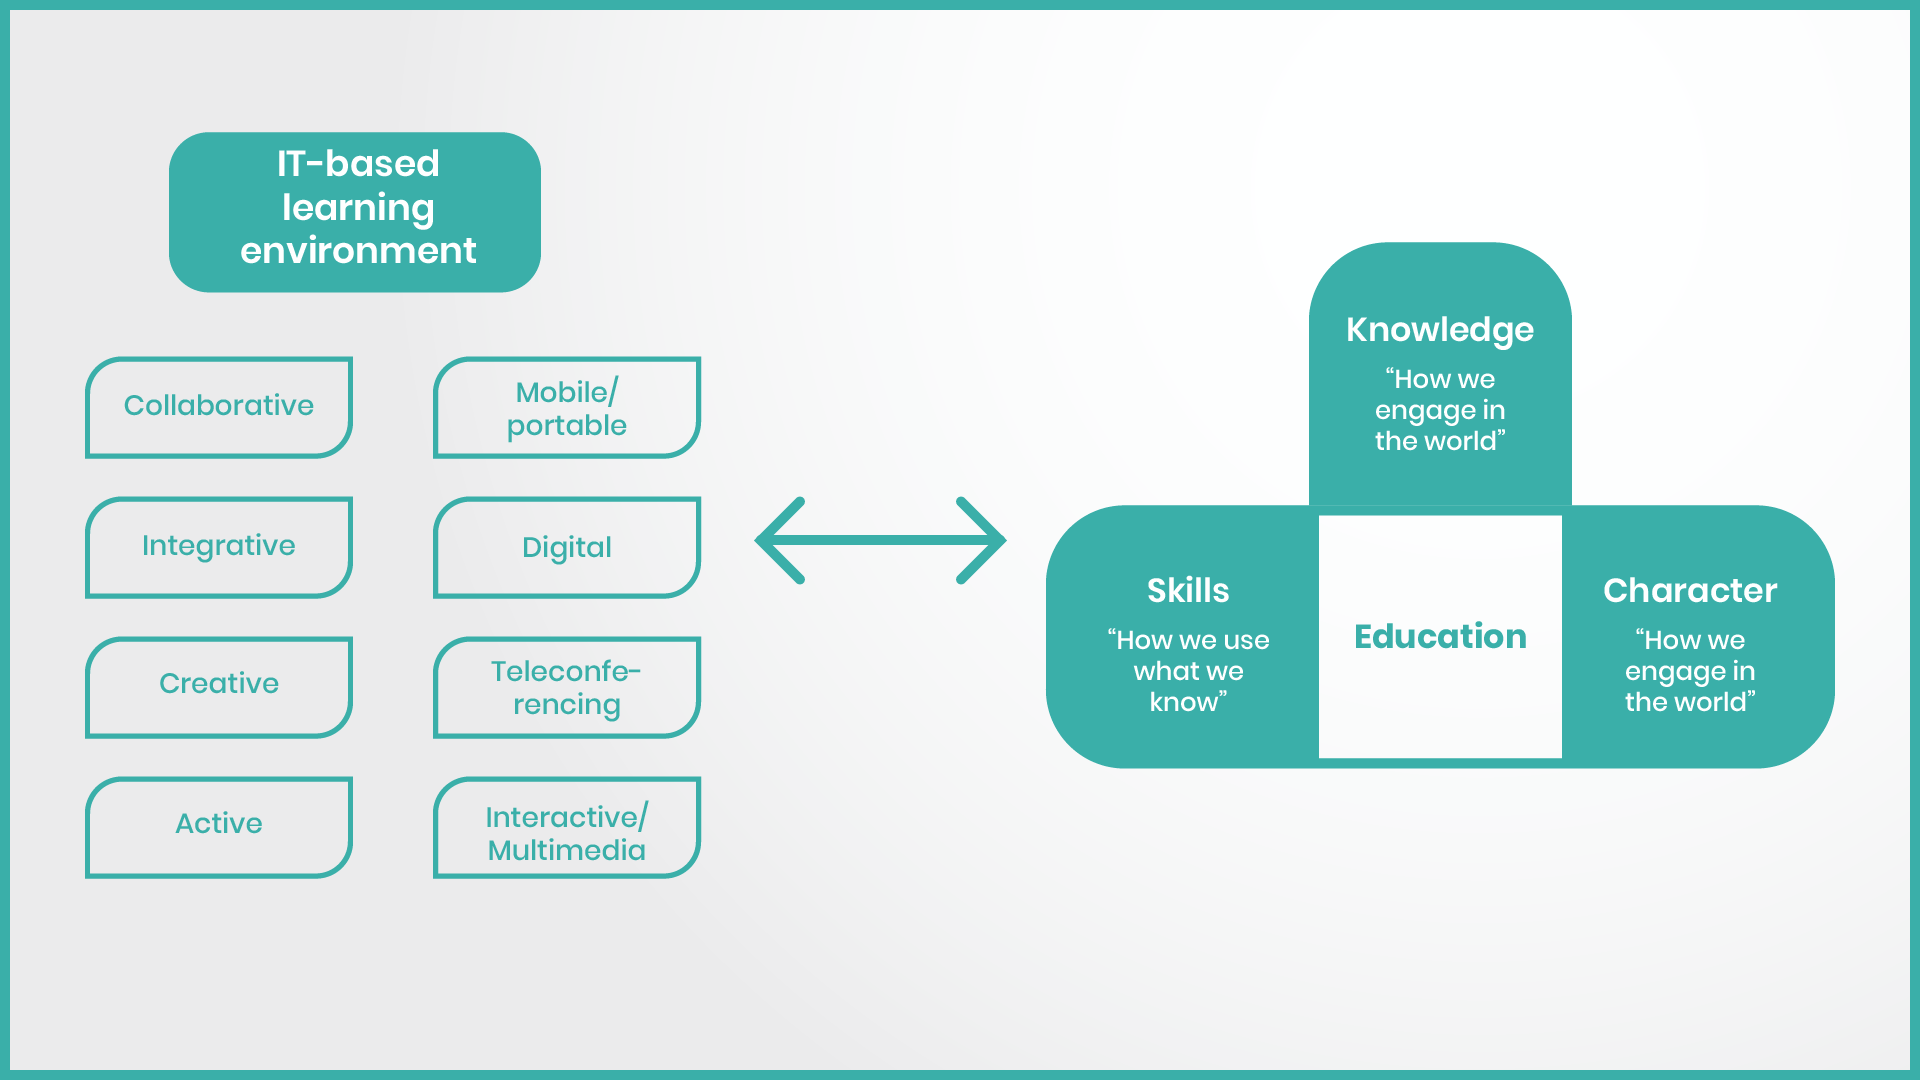 IT-based
learning
environment
Collaborative
Mobile/
portable
Integrative
Digital
Creative
Teleconfe-
rencing
Active
Interactive/
Multimedia
Knowledge
“How we
engage in
the world”
Skills
“How we use
what we
know”
Education
Character
“How we
engage in
the world”